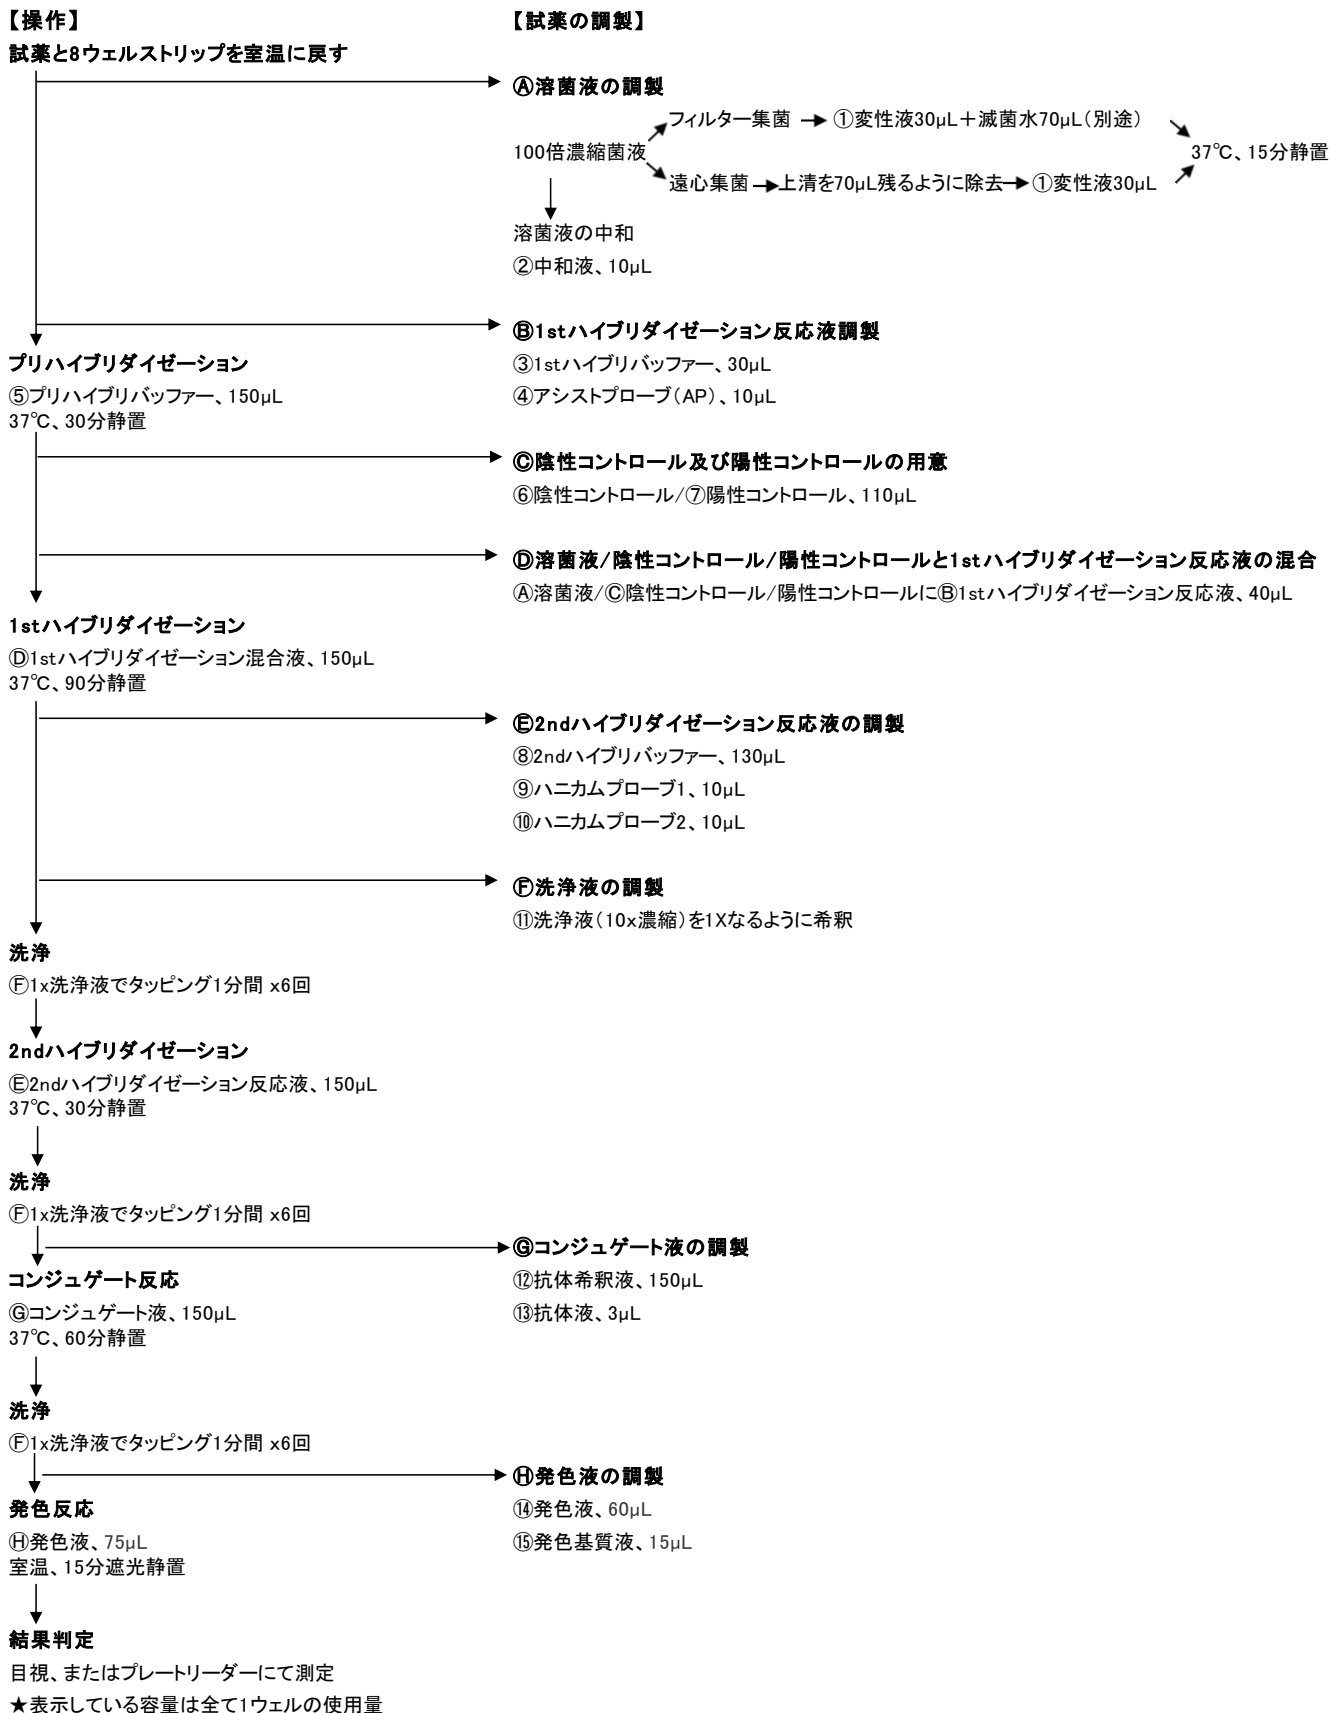 【操作】
【試薬の調製】
試薬と8ウェルストリップを室温に戻す
Ⓐ溶菌液の調製
フィルター集菌
①変性液30μL＋滅菌水70μL（別途）
100倍濃縮菌液
37℃、15分静置
遠心集菌
上清を70μL残るように除去
①変性液30μL
溶菌液の中和
②中和液、10μL
Ⓑ1stハイブリダイゼーション反応液調製
③1stハイブリバッファー、30μL
④アシストプローブ（AP）、10μL
プリハイブリダイゼーション
⑤プリハイブリバッファー、150μL
37℃、30分静置
Ⓒ陰性コントロール及び陽性コントロールの用意
⑥陰性コントロール/⑦陽性コントロール、110μL
Ⓓ溶菌液/陰性コントロール/陽性コントロールと1stハイブリダイゼーション反応液の混合
Ⓐ溶菌液/Ⓒ陰性コントロール/陽性コントロールにⒷ1stハイブリダイゼーション反応液、40μL
1stハイブリダイゼーション
Ⓓ1stハイブリダイゼーション混合液、150μL
37℃、90分静置
Ⓔ2ndハイブリダイゼーション反応液の調製
⑧2ndハイブリバッファー、130μL
⑨ハニカムプローブ1、10μL
⑩ハニカムプローブ2、10μL
Ⓕ洗浄液の調製
⑪洗浄液（10x濃縮）を1Xなるように希釈
洗浄
Ⓕ1x洗浄液でタッピング1分間 x6回
2ndハイブリダイゼーション
Ⓔ2ndハイブリダイゼーション反応液、150μL
37℃、30分静置
洗浄
Ⓕ1x洗浄液でタッピング1分間 x6回
Ⓖコンジュゲート液の調製
⑫抗体希釈液、150μL
⑬抗体液、3μL
コンジュゲート反応
Ⓖコンジュゲート液、150μL
37℃、60分静置
洗浄
Ⓕ1x洗浄液でタッピング1分間 x6回
Ⓗ発色液の調製
⑭発色液、60μL
⑮発色基質液、15μL
発色反応
Ⓗ発色液、75μL
室温、15分遮光静置
結果判定
目視、またはプレートリーダーにて測定
★表示している容量は全て1ウェルの使用量